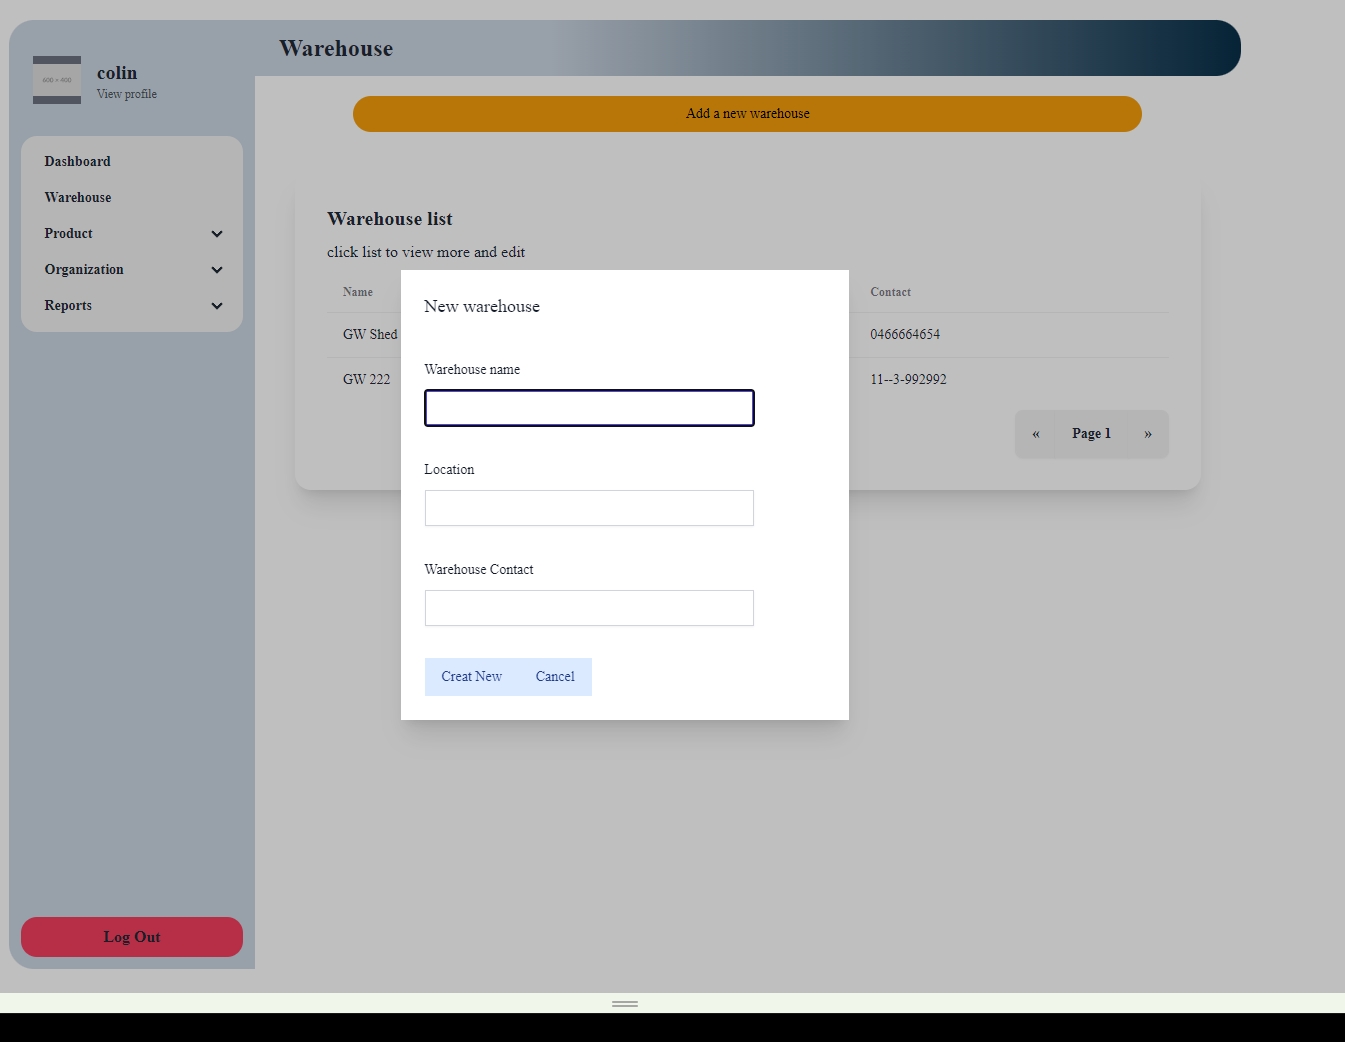 Warehouse
colin
View profile
Dashboard
Warehouse
Product
Organization
Reports
Log Out
Add a new warehouse
Warehouse list
click list to view more and edit
Name
Contact
GW Shed
0466664654
GW 222
11--3-992992
« Page 1 »
New warehouse
Warehouse name
Location
Warehouse Contact
Creat New
Cancel